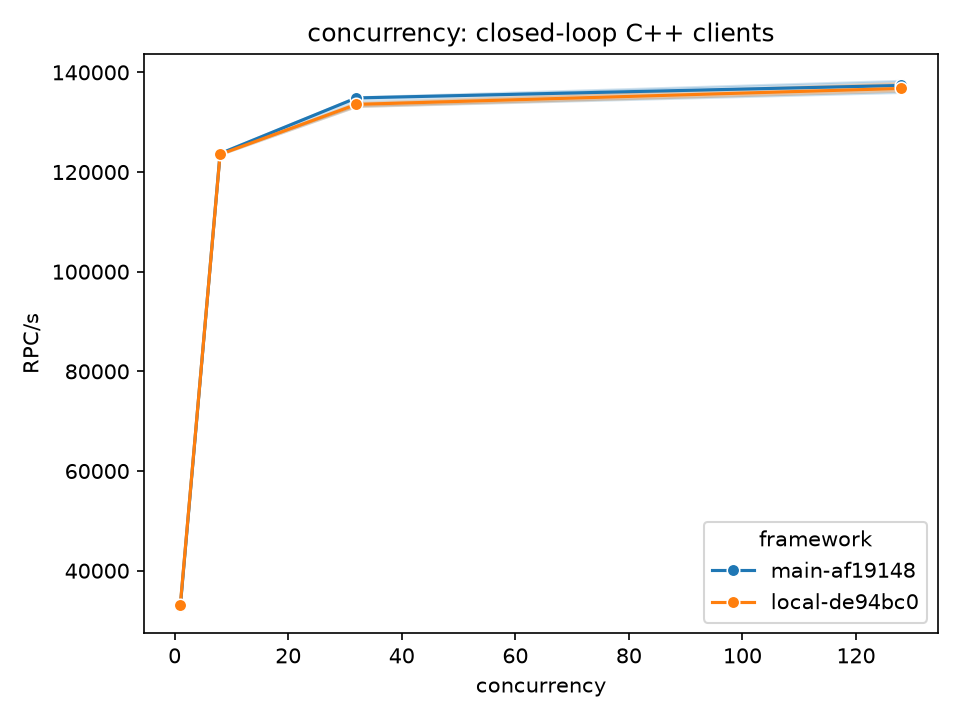 concurrency: closed-loop C++ clients
140000
120000
100000
80000
60000
40000
RPC/s
0 20 40 60 80 100 120
concurrency
framework
main-af19148
local-de94bc0